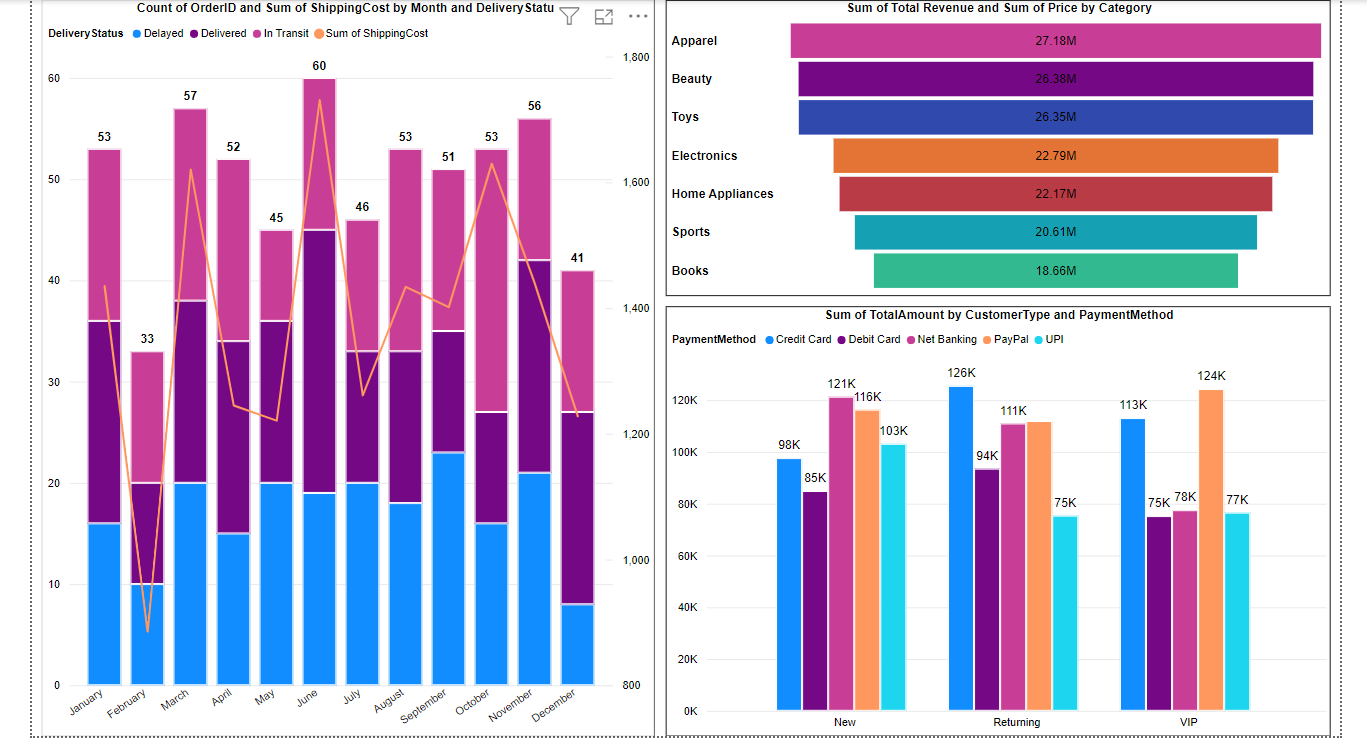 Count of OrderID and Sum of ShippingCost by Month and DeliveryStatu
DeliveryStatus Delayed Delivered In Transit Sum of ShippingCost
1,800
60
60
57
56
53
53
53
52
51
50
1,600
46
45
41
40
1,400
33
30
1,200
20
1,000
10
0
800
January
February
March
April
May
June
July
August
September
October
November
December
Sum of Total Revenue and Sum of Price by Category
Apparel 27.18M
Beauty 26.38M
Toys 26.35M
Electronics 22.79M
Home Appliances 22.17M
Sports 20.61M
Books 18.66M
Sum of TotalAmount by CustomerType and PaymentMethod
PaymentMethod Credit Card Debit Card Net Banking PayPal UPI
120K
100K
80K
60K
40K
20K
0K
98K
85K
121K
116K
103K
126K
94K
111K
75K
113K
75K
78K
124K
77K
New
Returning
VIP